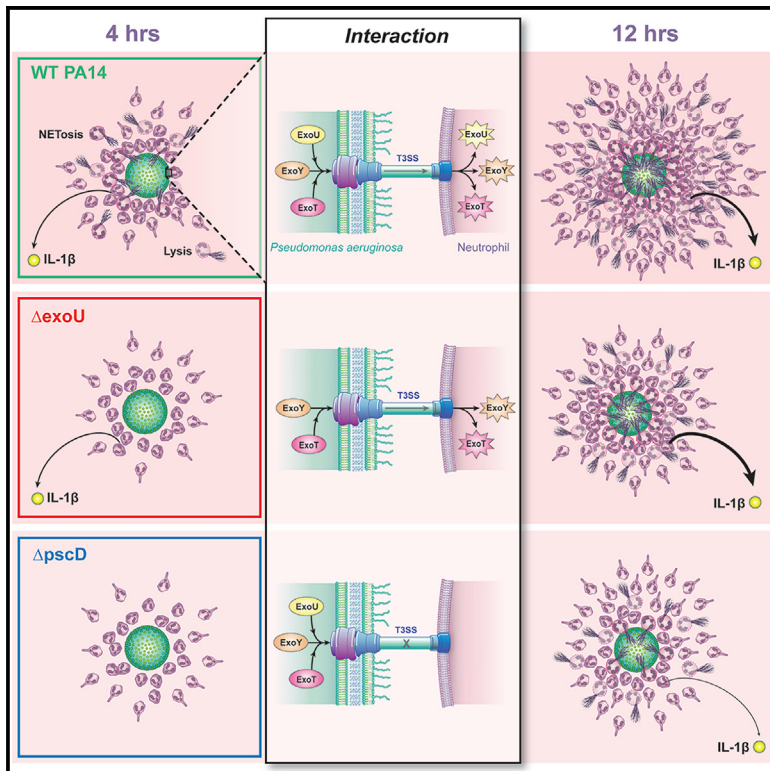 4 hrs
Interaction
12 hrs
WT PA14
NETosis
IL-1β
Lysis
ExoU
ExoY
ExoT
T3SS
ExoU
ExoY
ExoT
Pseudomonas aeruginosa
Neutrophil
IL-1β
ΔexoU
IL-1β
ExoY
ExoT
T3SS
ExoY
ExoT
IL-1β
ΔpscD
ExoU
ExoY
ExoT
T3SS
X
IL-1β